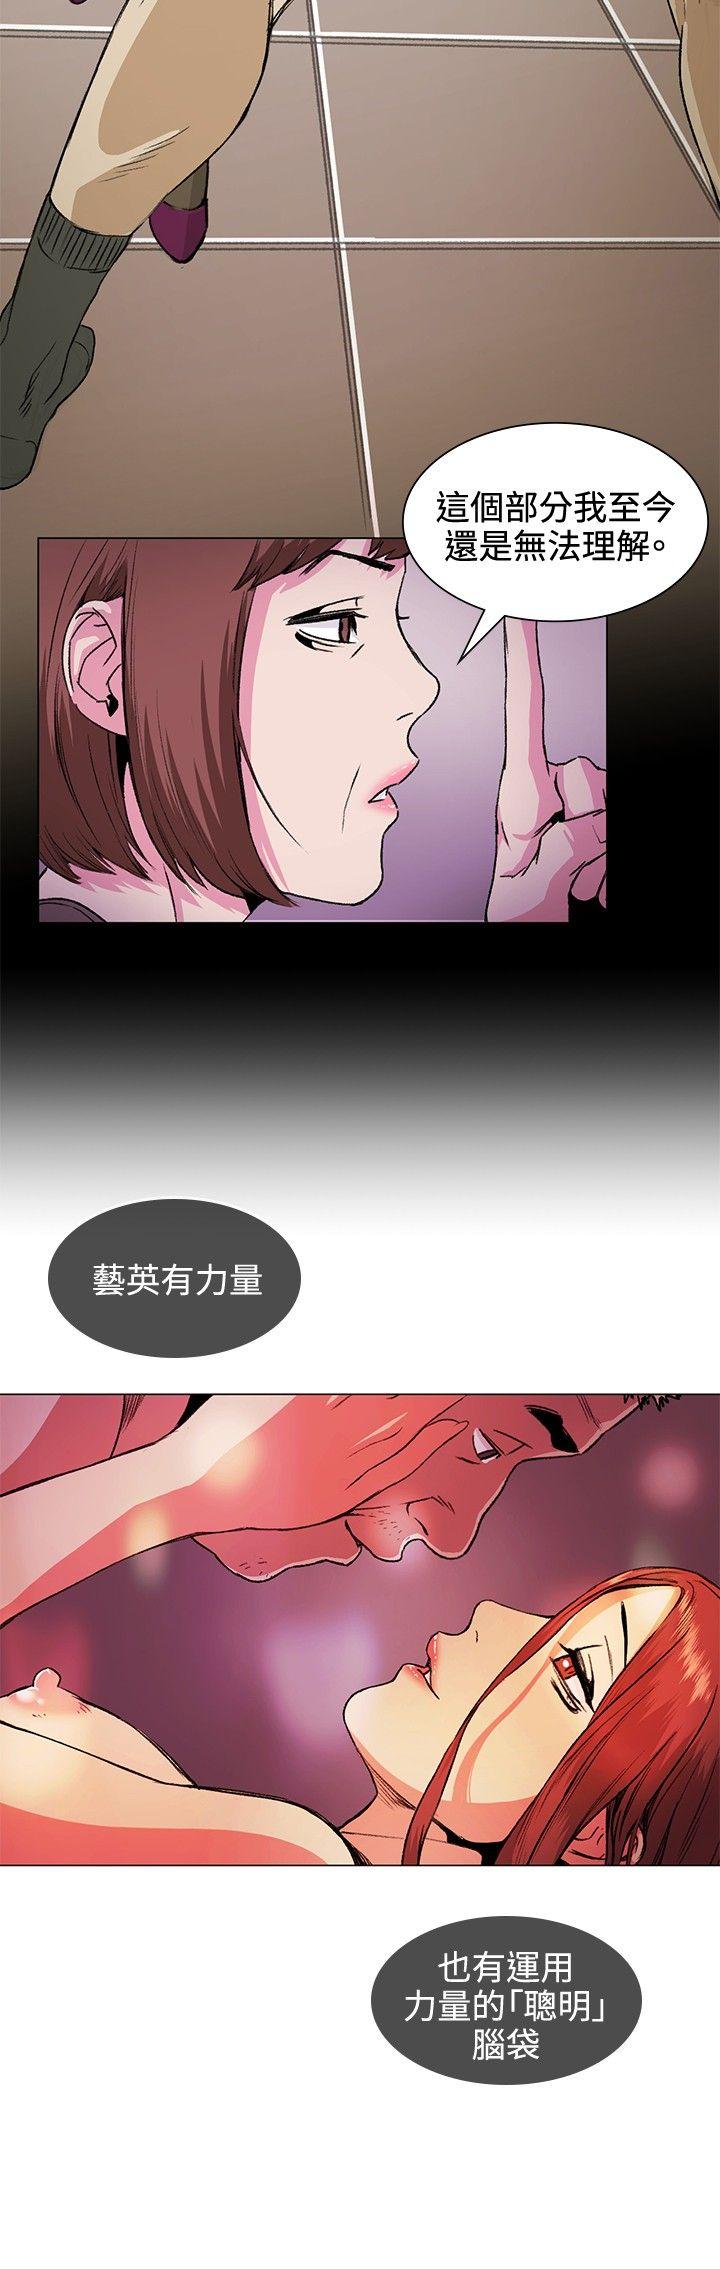 這個部分我至今
還是無法理解。
藝英有力量
也有運用
力量的「聰明」
腦袋